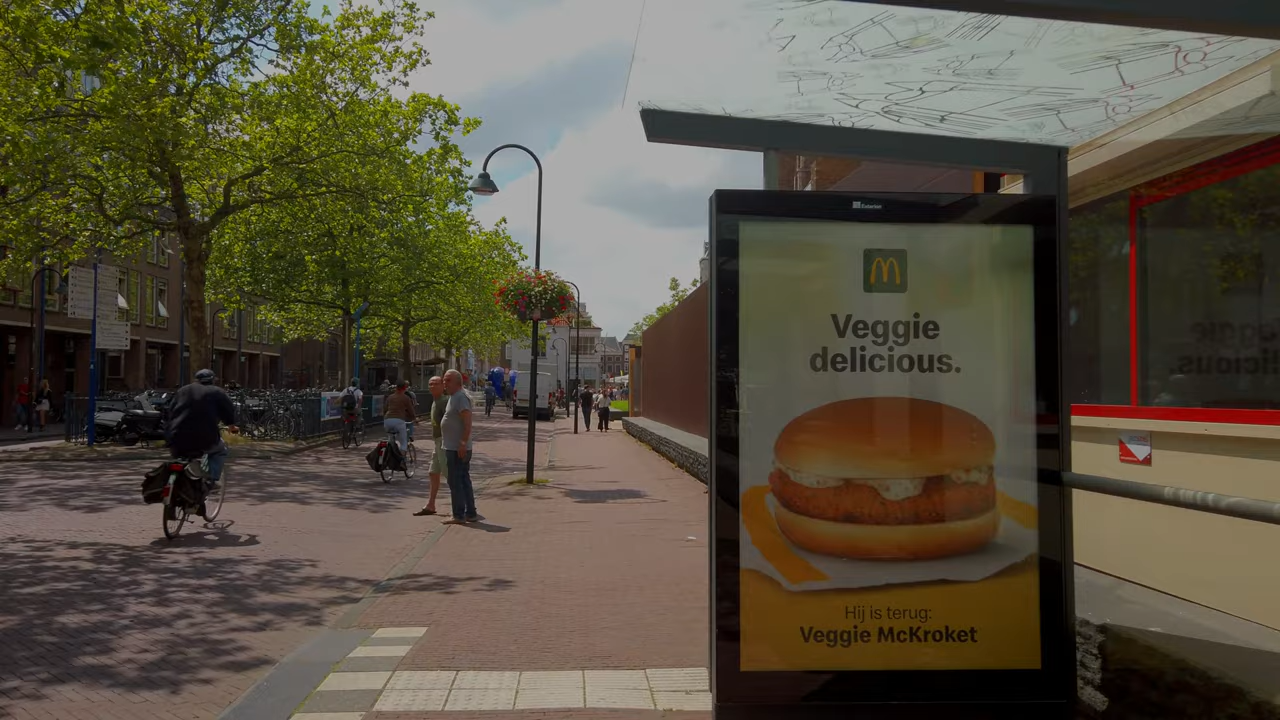 Veggie
delicious.
Hij is terug:
Veggie McKroket